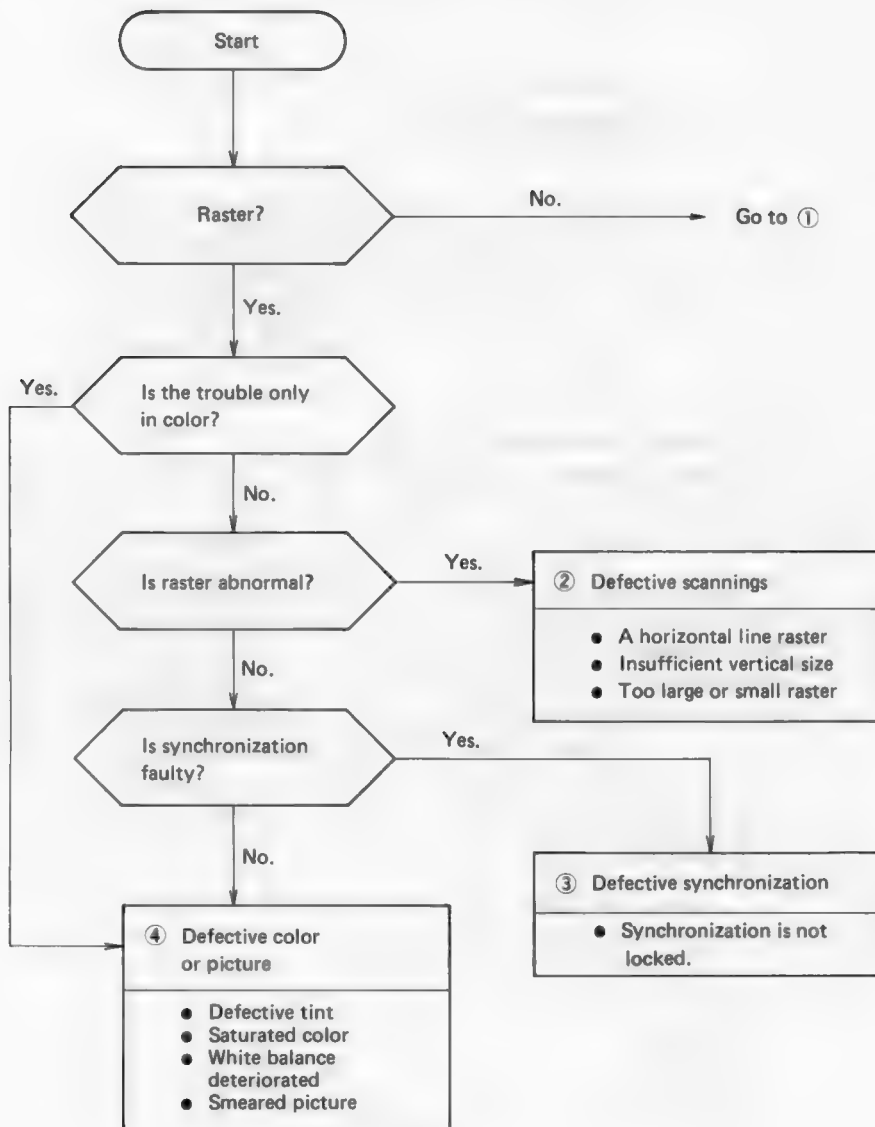 Start
Raster?
No.
Go to ①
Yes.
Yes.
Is the trouble only
in color?
No.
Is raster abnormal?
Yes.
② Defective scannings
● A horizontal line raster
● Insufficient vertical size
● Too large or small raster
No.
Is synchronization
faulty?
Yes.
③ Defective synchronization
● Synchronization is not
locked.
No.
④ Defective color
or picture
● Defective tint
● Saturated color
● White balance
deteriorated
● Smeared picture